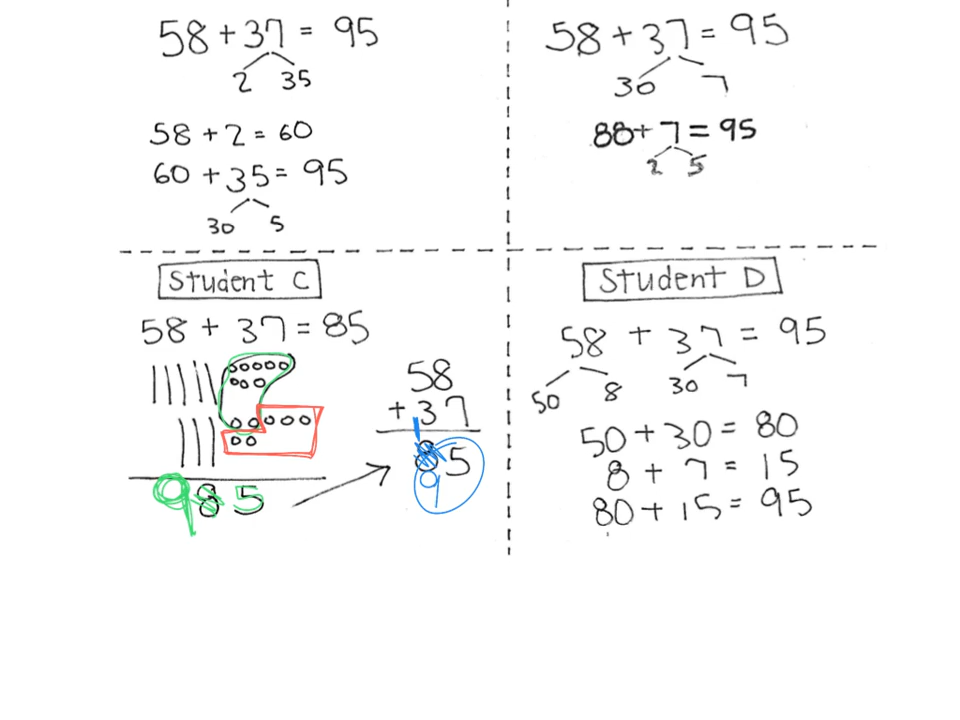 58 + 37 = 95
2 35
58 + 2 = 60
60 + 35 = 95
30 5
58 + 37 = 95
30 7
88 + 7 = 95
2 5
Student C
58 + 37 = 85
985
58
+ 37
1
85
9
Student D
58 + 37 = 95
50 8 30 7
50 + 30 = 80
8 + 7 = 15
80 + 15 = 95